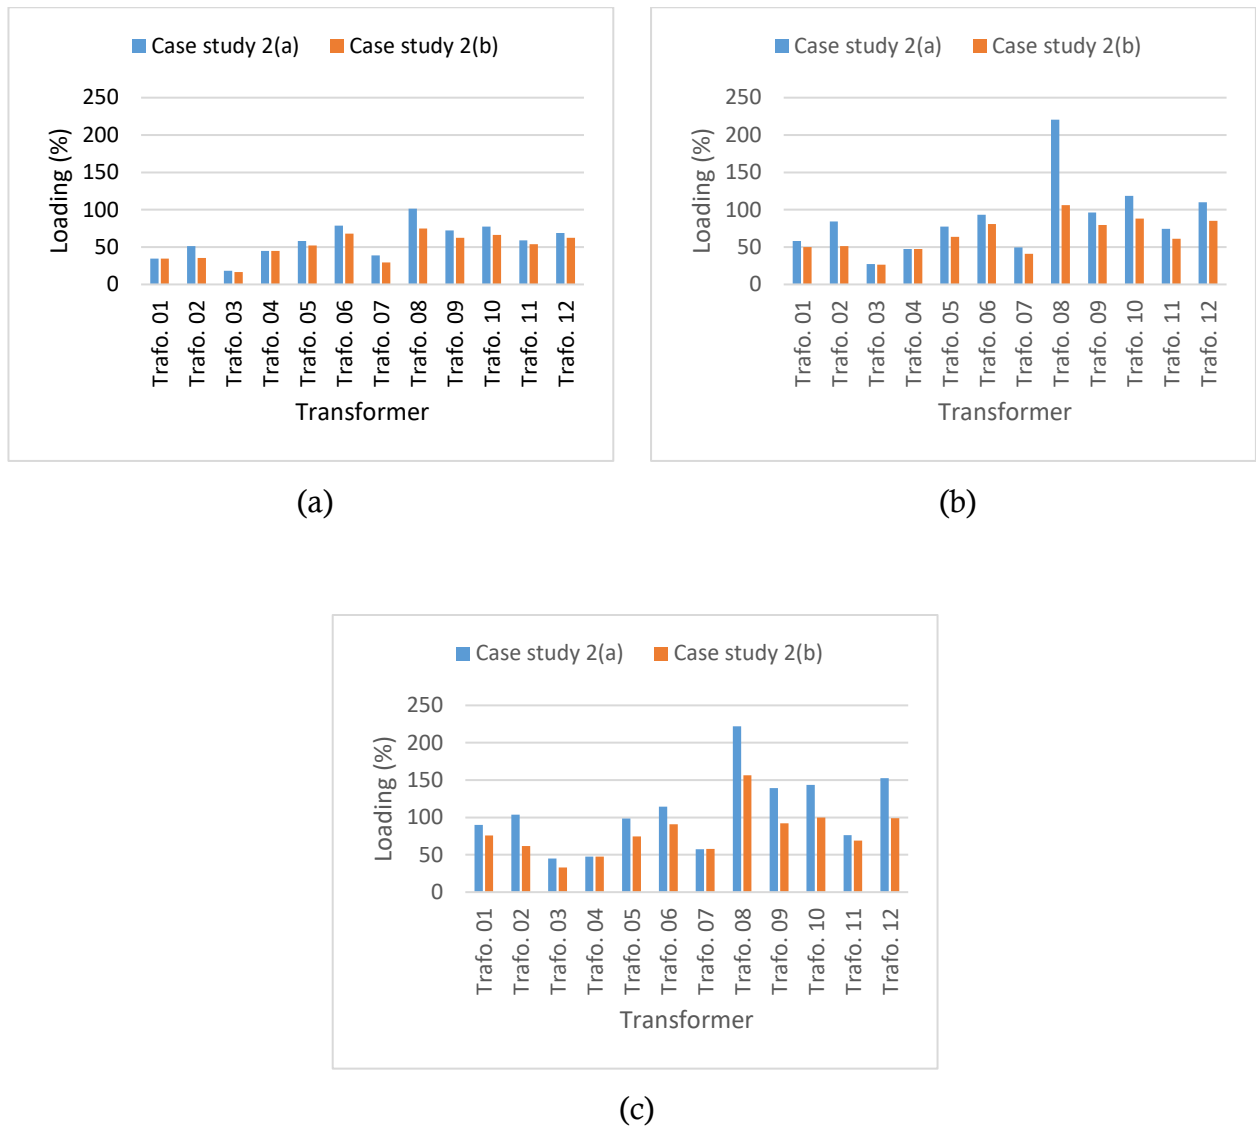 Case study 2(a) Case study 2(b)
250
200
150
100
50
0
Loading (%)
Trafo. 01
Trafo. 02
Trafo. 03
Trafo. 04
Trafo. 05
Trafo. 06
Trafo. 07
Trafo. 08
Trafo. 09
Trafo. 10
Trafo. 11
Trafo. 12
Transformer
(a)
Case study 2(a) Case study 2(b)
250
200
150
100
50
0
Loading (%)
Trafo. 01
Trafo. 02
Trafo. 03
Trafo. 04
Trafo. 05
Trafo. 06
Trafo. 07
Trafo. 08
Trafo. 09
Trafo. 10
Trafo. 11
Trafo. 12
Transformer
(b)
Case study 2(a) Case study 2(b)
250
200
150
100
50
0
Loading (%)
Trafo. 01
Trafo. 02
Trafo. 03
Trafo. 04
Trafo. 05
Trafo. 06
Trafo. 07
Trafo. 08
Trafo. 09
Trafo. 10
Trafo. 11
Trafo. 12
Transformer
(c)